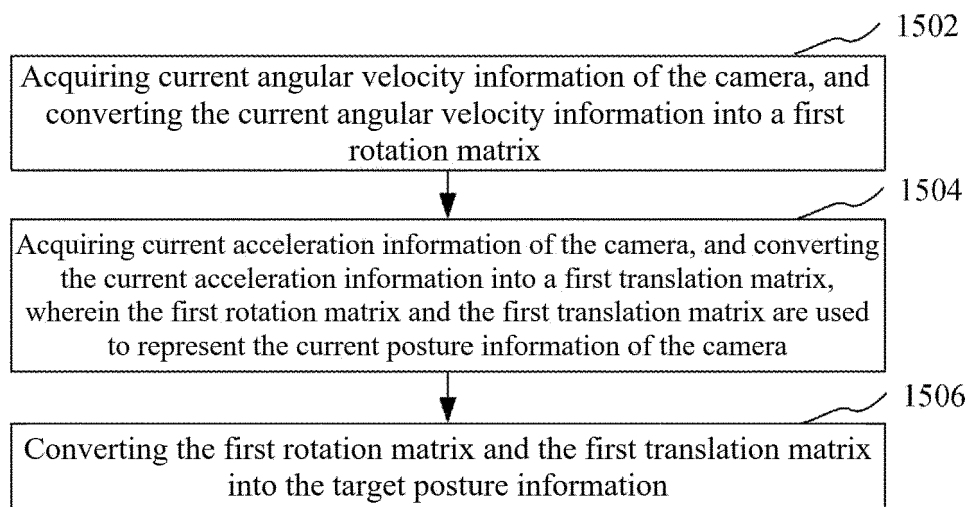 1502
Acquiring current angular velocity information of the camera, and
converting the current angular velocity information into a first
rotation matrix
1504
Acquiring current acceleration information of the camera, and converting
the current acceleration information into a first translation matrix,
wherein the first rotation matrix and the first translation matrix are used
to represent the current posture information of the camera
1506
Converting the first rotation matrix and the first translation matrix
into the target posture information